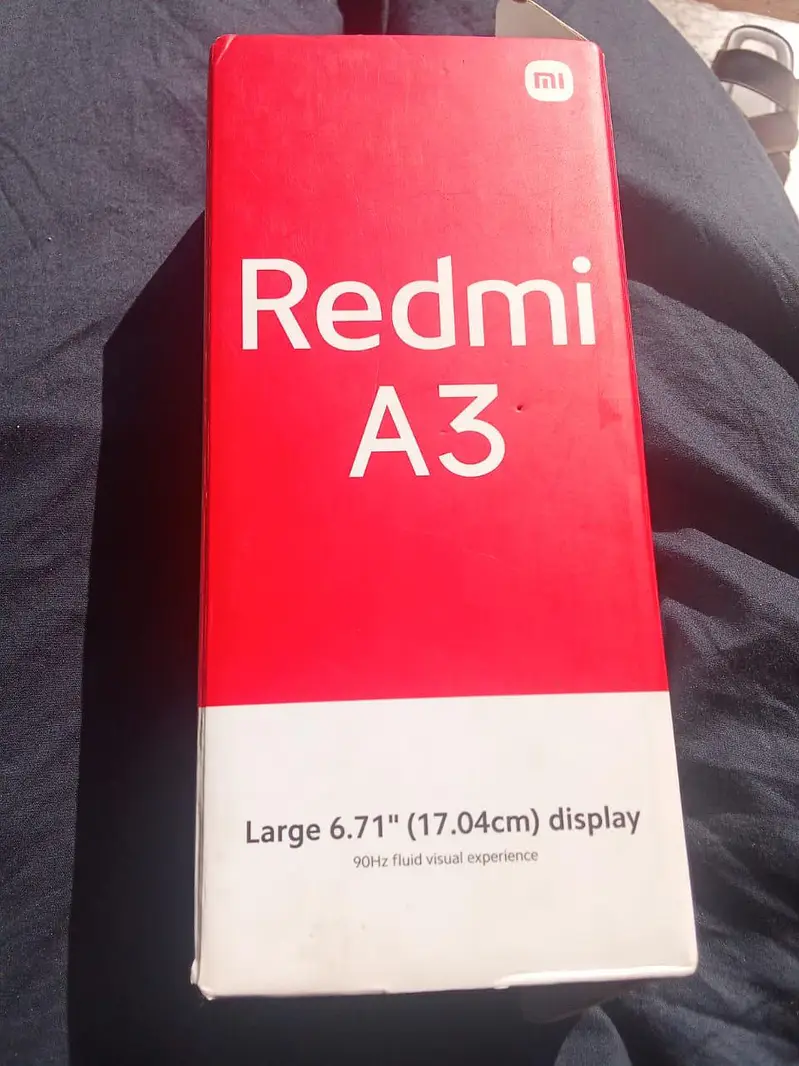 mi
Redmi
A3
Large 6.71" (17.04cm) display
90Hz fluid visual experience